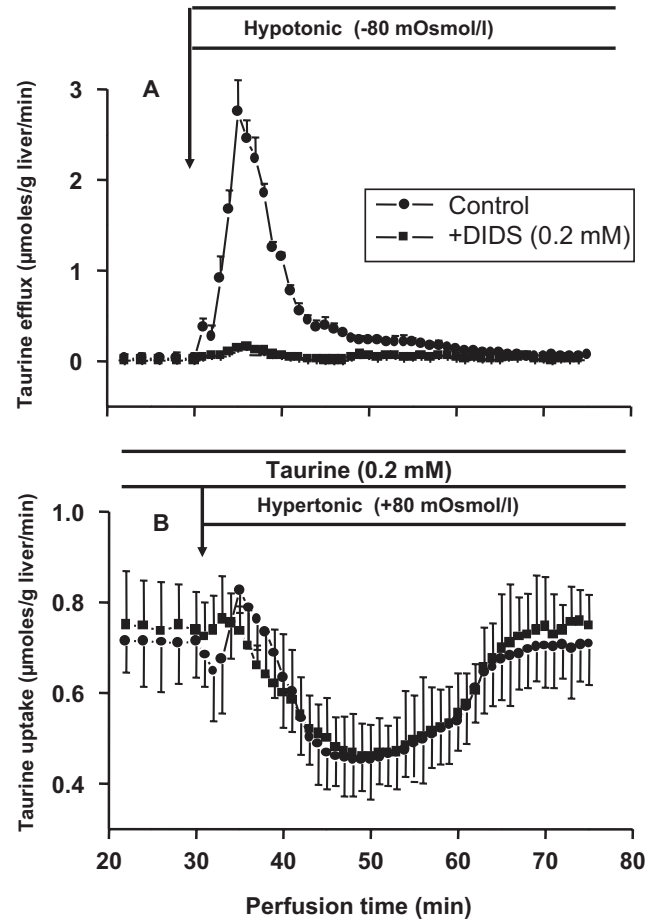 Hypotonic (-80 mOsmol/l)
A
Taurine efflux (μmoles/g liver/min)
3
2
1
0
Control
+DIDS (0.2 mM)
Taurine (0.2 mM)
B
Hypertonic (+80 mOsmol/l)
Taurine uptake (μmoles/g liver/min)
1.0
0.8
0.6
0.4
20 30 40 50 60 70 80
Perfusion time (min)